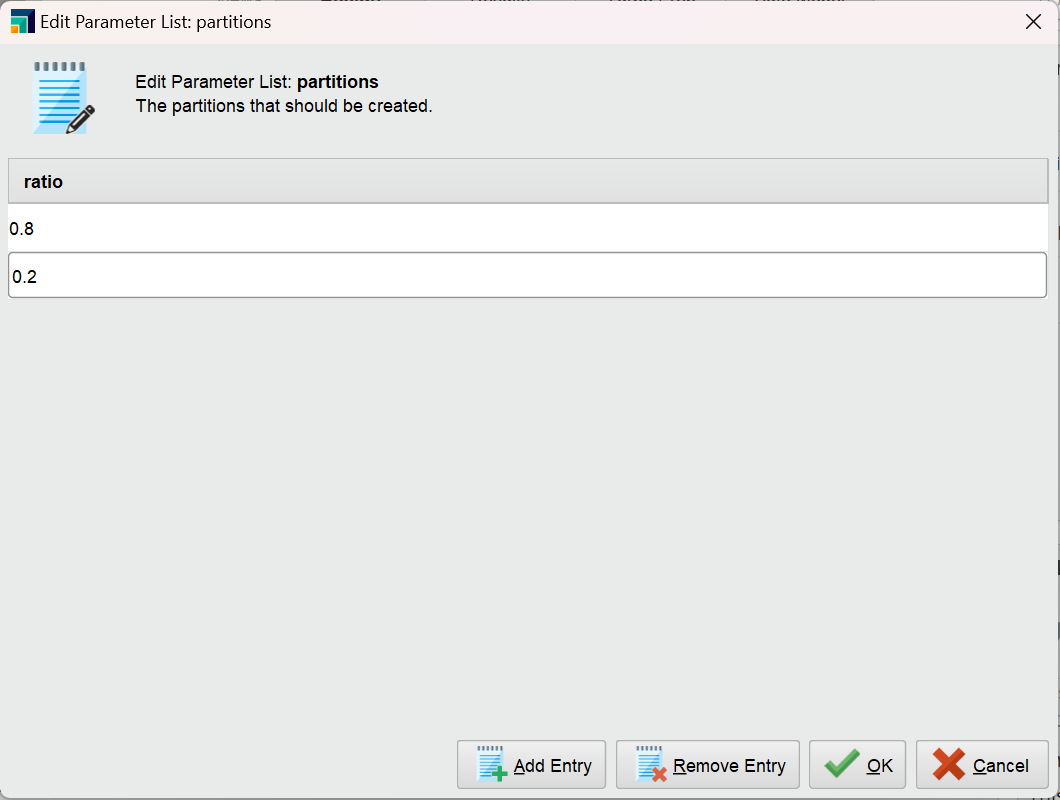 Edit Parameter List: partitions
Edit Parameter List: partitions
The partitions that should be created.
ratio
0.8
0.2
Add Entry
Remove Entry
OK
Cancel